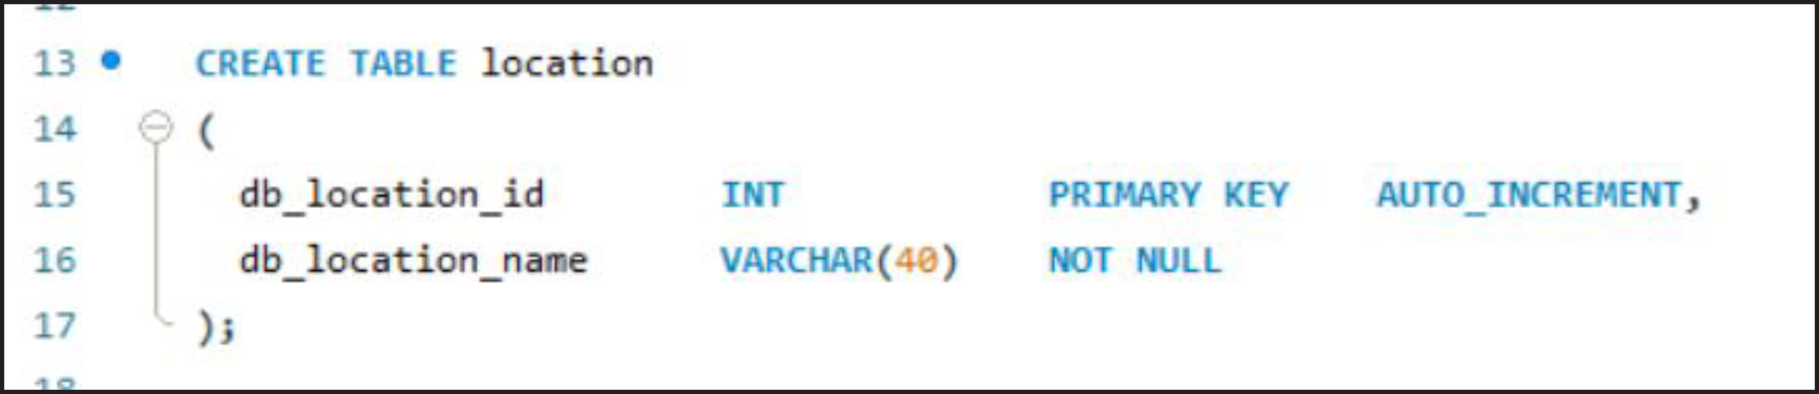 13 CREATE TABLE location
14 (
15 db_location_id INT PRIMARY KEY AUTO_INCREMENT,
16 db_location_name VARCHAR(40) NOT NULL
17 );